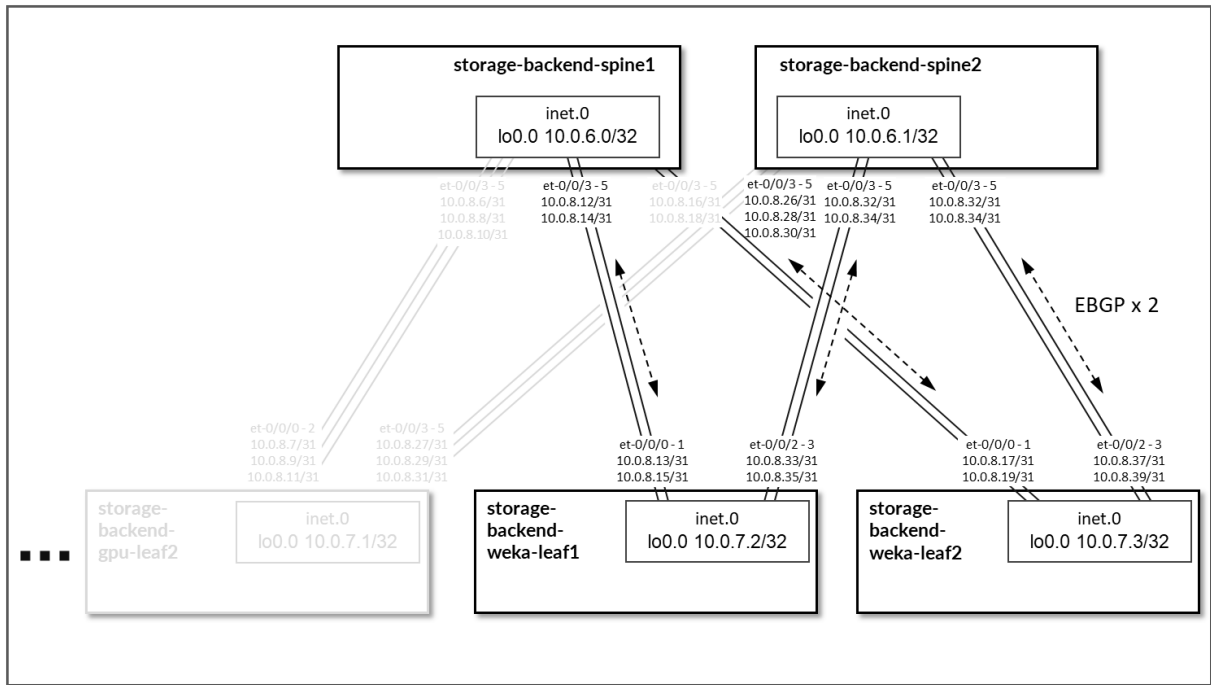 storage-backend-spine1
inet.0
lo0.0 10.0.6.0/32
storage-backend-spine2
inet.0
lo0.0 10.0.6.1/32
et-0/0/3 - 5
10.0.8.6/31
10.0.8.8/31
10.0.8.10/31
et-0/0/3 - 5
10.0.8.12/31
10.0.8.14/31
et-0/0/3 - 5
10.0.8.16/31
10.0.8.18/31
et-0/0/3 - 5
10.0.8.26/31
10.0.8.28/31
10.0.8.30/31
et-0/0/3 - 5
10.0.8.32/31
10.0.8.34/31
et-0/0/3 - 5
10.0.8.32/31
10.0.8.34/31
EBGP x 2
et-0/0/0 - 2
10.0.8.7/31
10.0.8.9/31
10.0.8.11/31
et-0/0/3 - 5
10.0.8.27/31
10.0.8.29/31
10.0.8.31/31
et-0/0/0 - 1
10.0.8.13/31
10.0.8.15/31
et-0/0/2 - 3
10.0.8.33/31
10.0.8.35/31
et-0/0/0 - 1
10.0.8.17/31
10.0.8.19/31
et-0/0/2 - 3
10.0.8.37/31
10.0.8.39/31
storage-
backend-
gpu-leaf2
inet.0
lo0.0 10.0.7.1/32
storage-
backend-
weka-leaf1
inet.0
lo0.0 10.0.7.2/32
storage-
backend-
weka-leaf2
inet.0
lo0.0 10.0.7.3/32